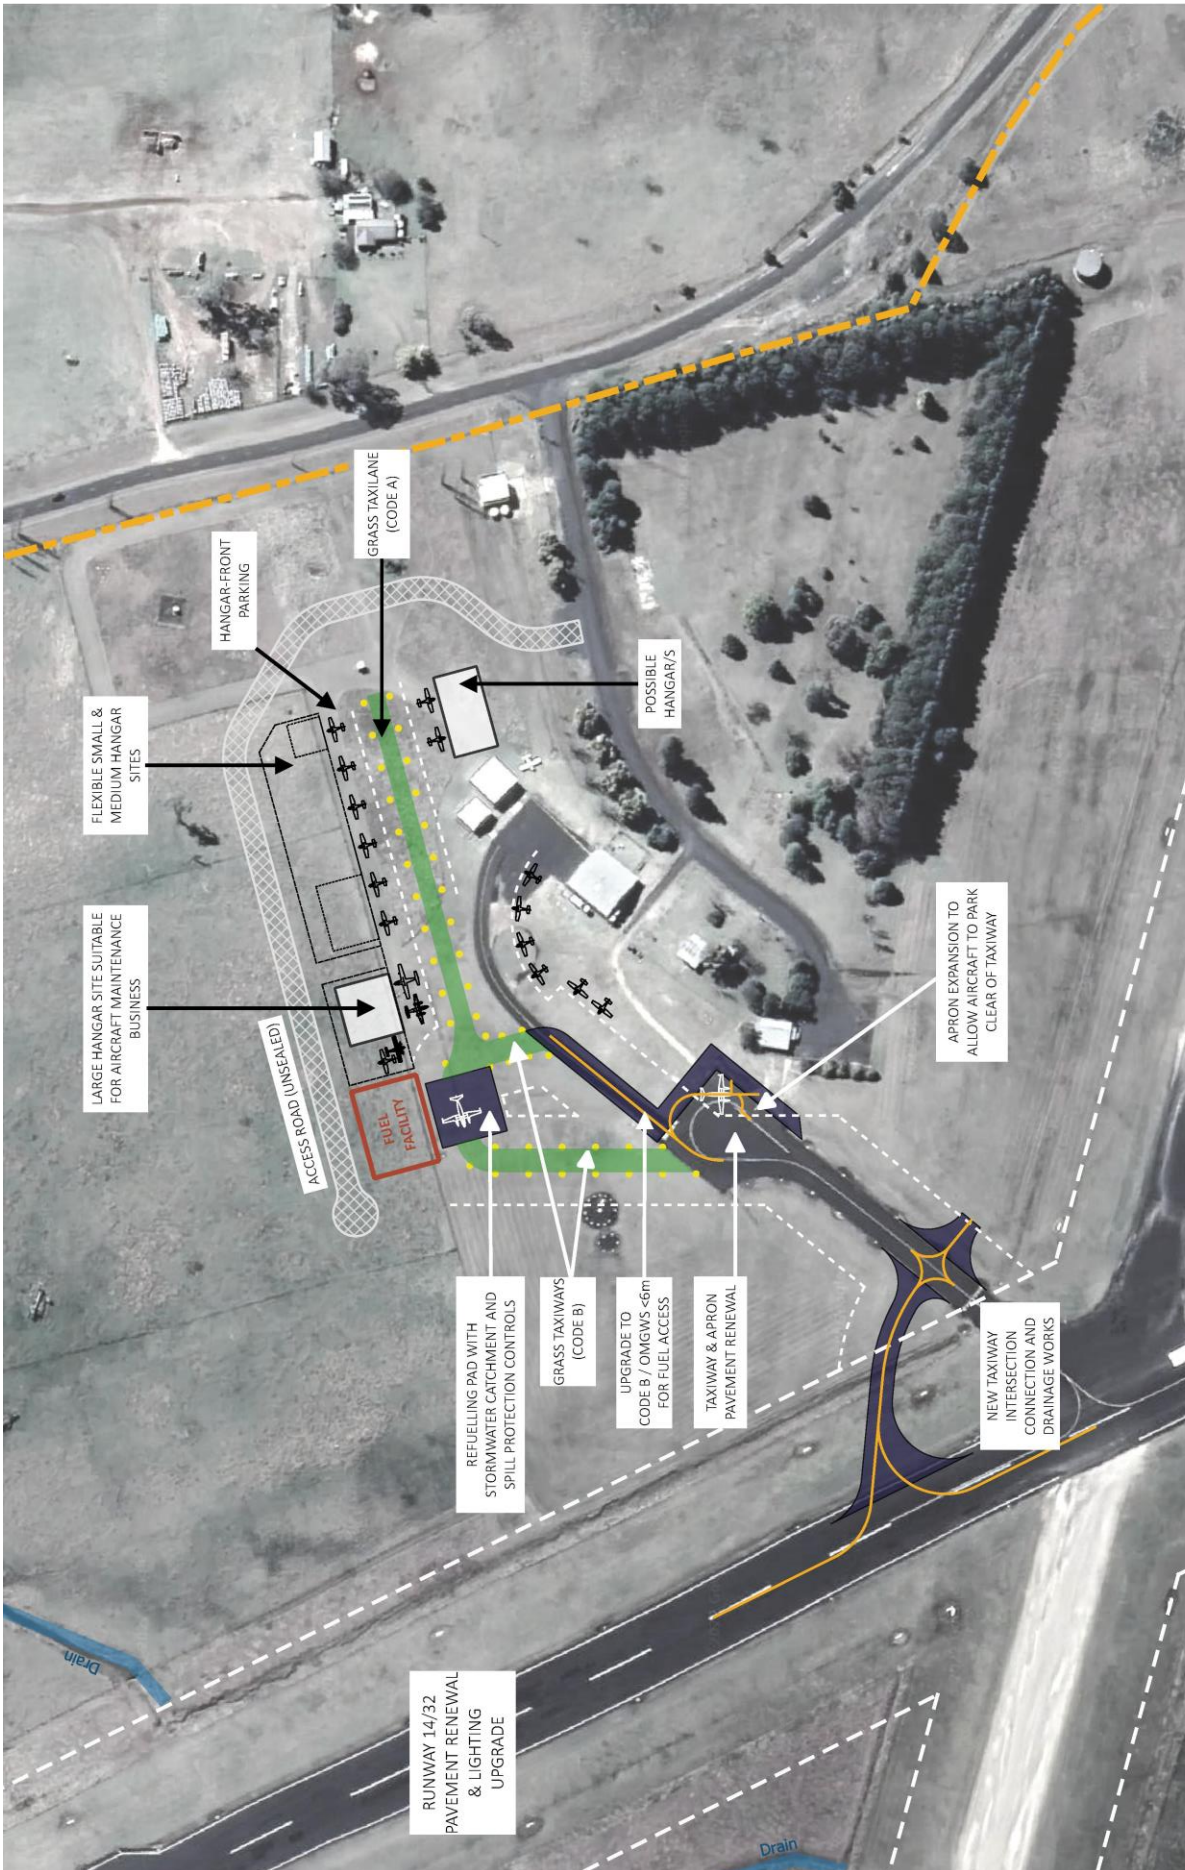 FLEXIBLE SMALL &
MEDIUM HANGAR
SITES
HANGAR-FRONT
PARKING
GRASS TAXILANE
(CODE A)
LARGE HANGAR SITE SUITABLE
FOR AIRCRAFT MAINTENANCE
BUSINESS
ACCESS ROAD (UNSEALED)
FUEL
FACILITY
POSSIBLE
HANGAR/S
REFUELLING PAD WITH
STORMWATER CATCHMENT AND
SPILL PROTECTION CONTROLS
GRASS TAXIWAYS
(CODE B)
UPGRADE TO
CODE B / OMGWS <6m
FOR FUEL ACCESS
TAXIWAY & APRON
PAVEMENT RENEWAL
APRON EXPANSION TO
ALLOW AIRCRAFT TO PARK
CLEAR OF TAXIWAY
NEW TAXIWAY
INTERSECTION
CONNECTION AND
DRAINAGE WORKS
RUNWAY 14/32
PAVEMENT RENEWAL
& LIGHTING
UPGRADE
Drain
Drain